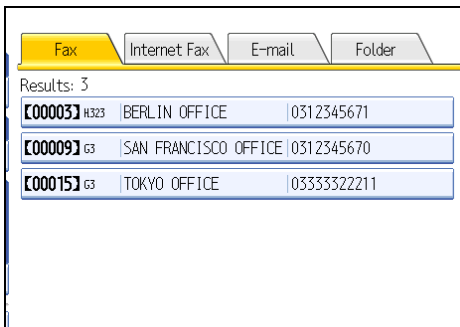 Fax Internet Fax E-mail Folder
Results: 3
【00003】 H323 BERLIN OFFICE 0312345671
【00009】 G3 SAN FRANCISCO OFFICE 0312345670
【00015】 G3 TOKYO OFFICE 03333322211